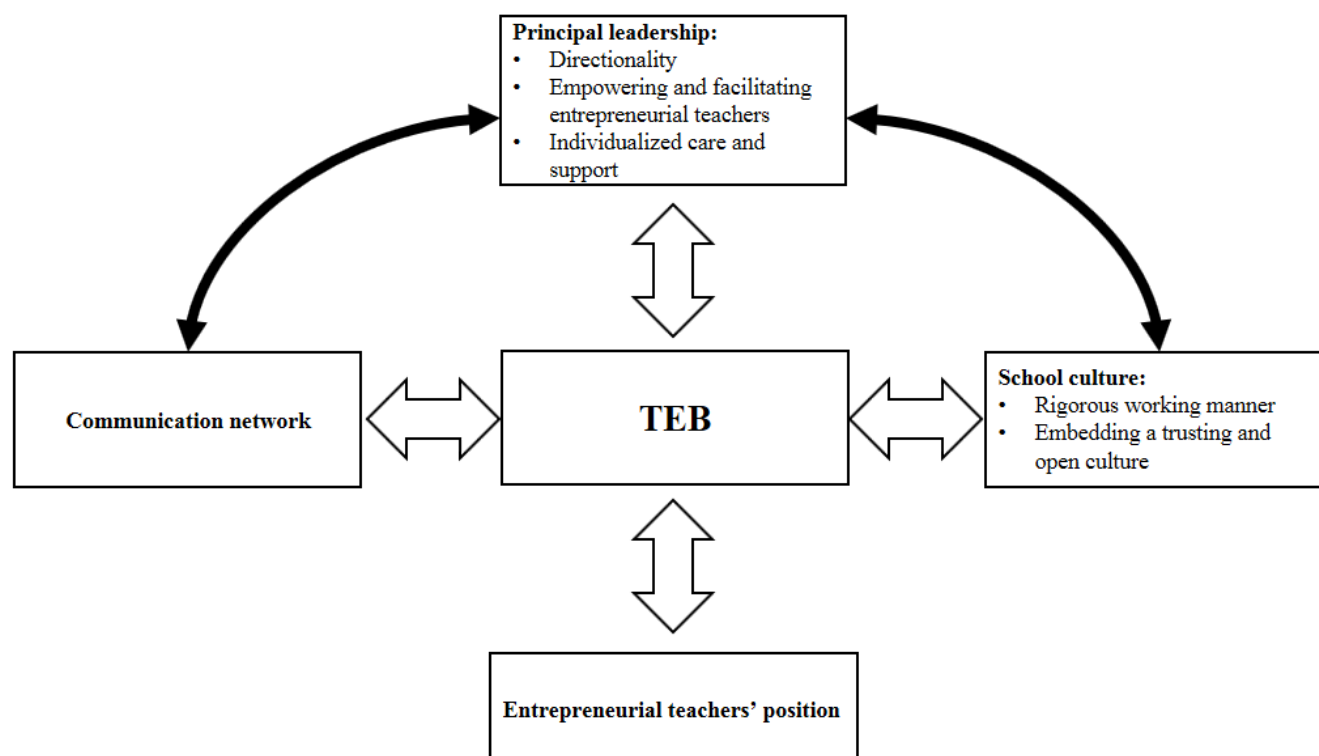 Principal leadership:
• Directionality
• Empowering and facilitating
entrepreneurial teachers
• Individualized care and
support
Communication network
TEB
School culture:
• Rigorous working manner
• Embedding a trusting and
open culture
Entrepreneurial teachers’ position